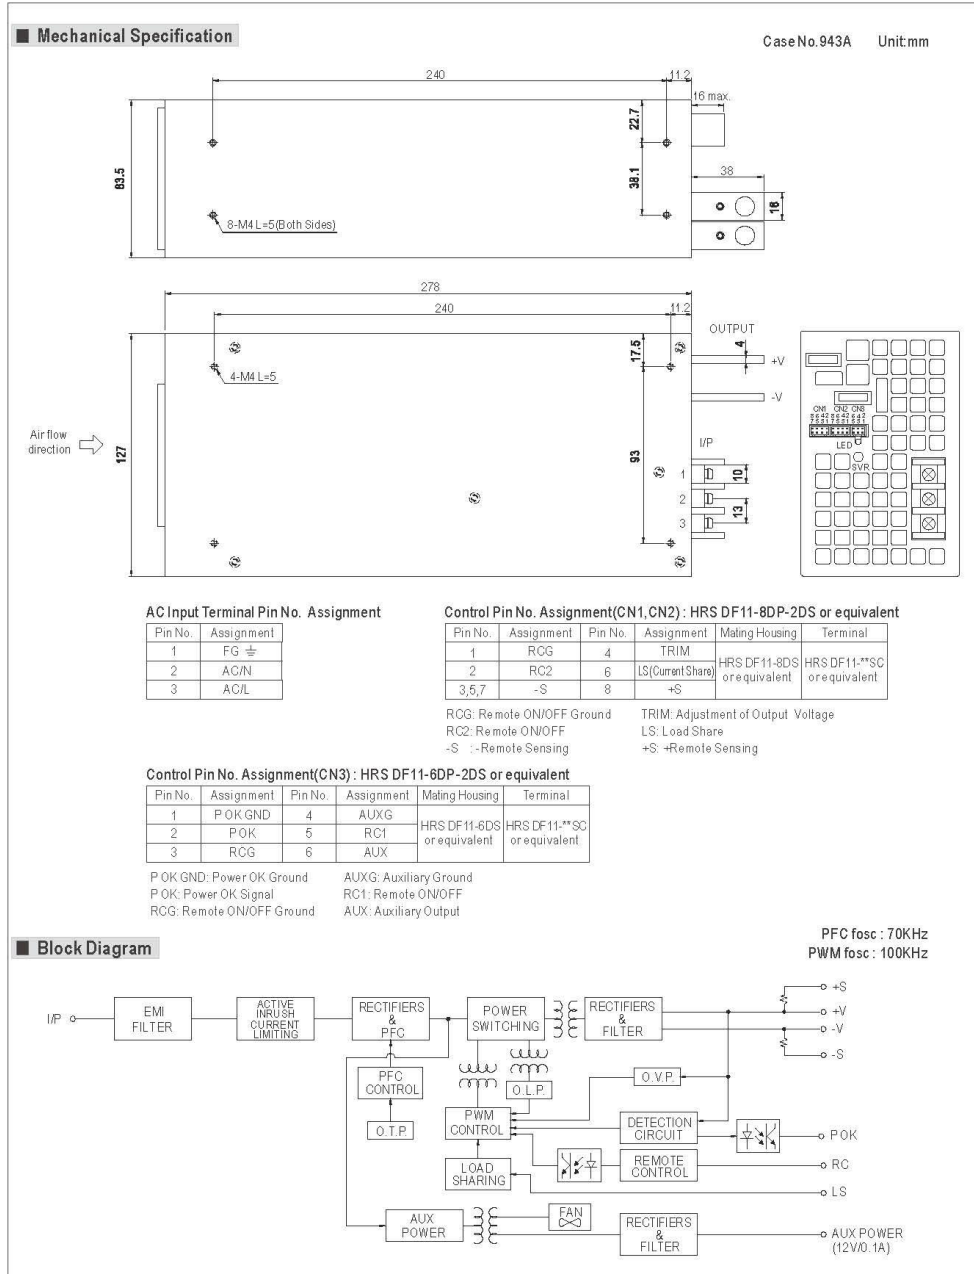 ■ Mechanical Specification
Case No.943A Unit:mm
240
11.2
16 max.
83.5
22.7
38.1
38
16
8-M4 L=5(Both Sides)
278
240
11.2
OUTPUT
4
+V
-V
17.5
4-M4 L=5
Air flow
direction
127
93
I/P
1
2
3
10
13
CN1 CN2 CN3
LED
SVR
AC Input Terminal Pin No. Assignment
Pin No. Assignment
1 FG
2 AC/N
3 AC/L
Control Pin No. Assignment(CN1,CN2) : HRS DF11-8DP-2DS or equivalent
Pin No. Assignment Pin No. Assignment Mating Housing Terminal
1 RCG 4 TRIM
2 RC2 6 LS(Current Share)
3,5,7 -S 8 +S
HRS DF11-8DS
or equivalent
HRS DF11-**SC
or equivalent
RCG: Remote ON/OFF Ground TRIM: Adjustment of Output Voltage
RC2: Remote ON/OFF LS: Load Share
-S : -Remote Sensing +S: +Remote Sensing
Control Pin No. Assignment(CN3) : HRS DF11-6DP-2DS or equivalent
Pin No. Assignment Pin No. Assignment Mating Housing Terminal
1 P OK GND 4 AUXG
2 P OK 5 RC1
3 RCG 6 AUX
HRS DF11-6DS
or equivalent
HRS DF11-**SC
or equivalent
P OK GND: Power OK Ground AUXG: Auxiliary Ground
P OK: Power OK Signal RC1: Remote ON/OFF
RCG: Remote ON/OFF Ground AUX: Auxiliary Output
■ Block Diagram
PFC fosc : 70KHz
PWM fosc : 100KHz
I/P
EMI
FILTER
ACTIVE
INRUSH
CURRENT
LIMITING
RECTIFIERS
&
PFC
POWER
SWITCHING
RECTIFIERS
&
FILTER
+S
+V
-V
-S
PFC
CONTROL
O.L.P.
O.V.P.
O.T.P.
PWM
CONTROL
DETECTION
CIRCUIT
POK
LOAD
SHARING
REMOTE
CONTROL
RC
LS
AUX
POWER
FAN
RECTIFIERS
&
FILTER
AUX POWER
(12V/0.1A)